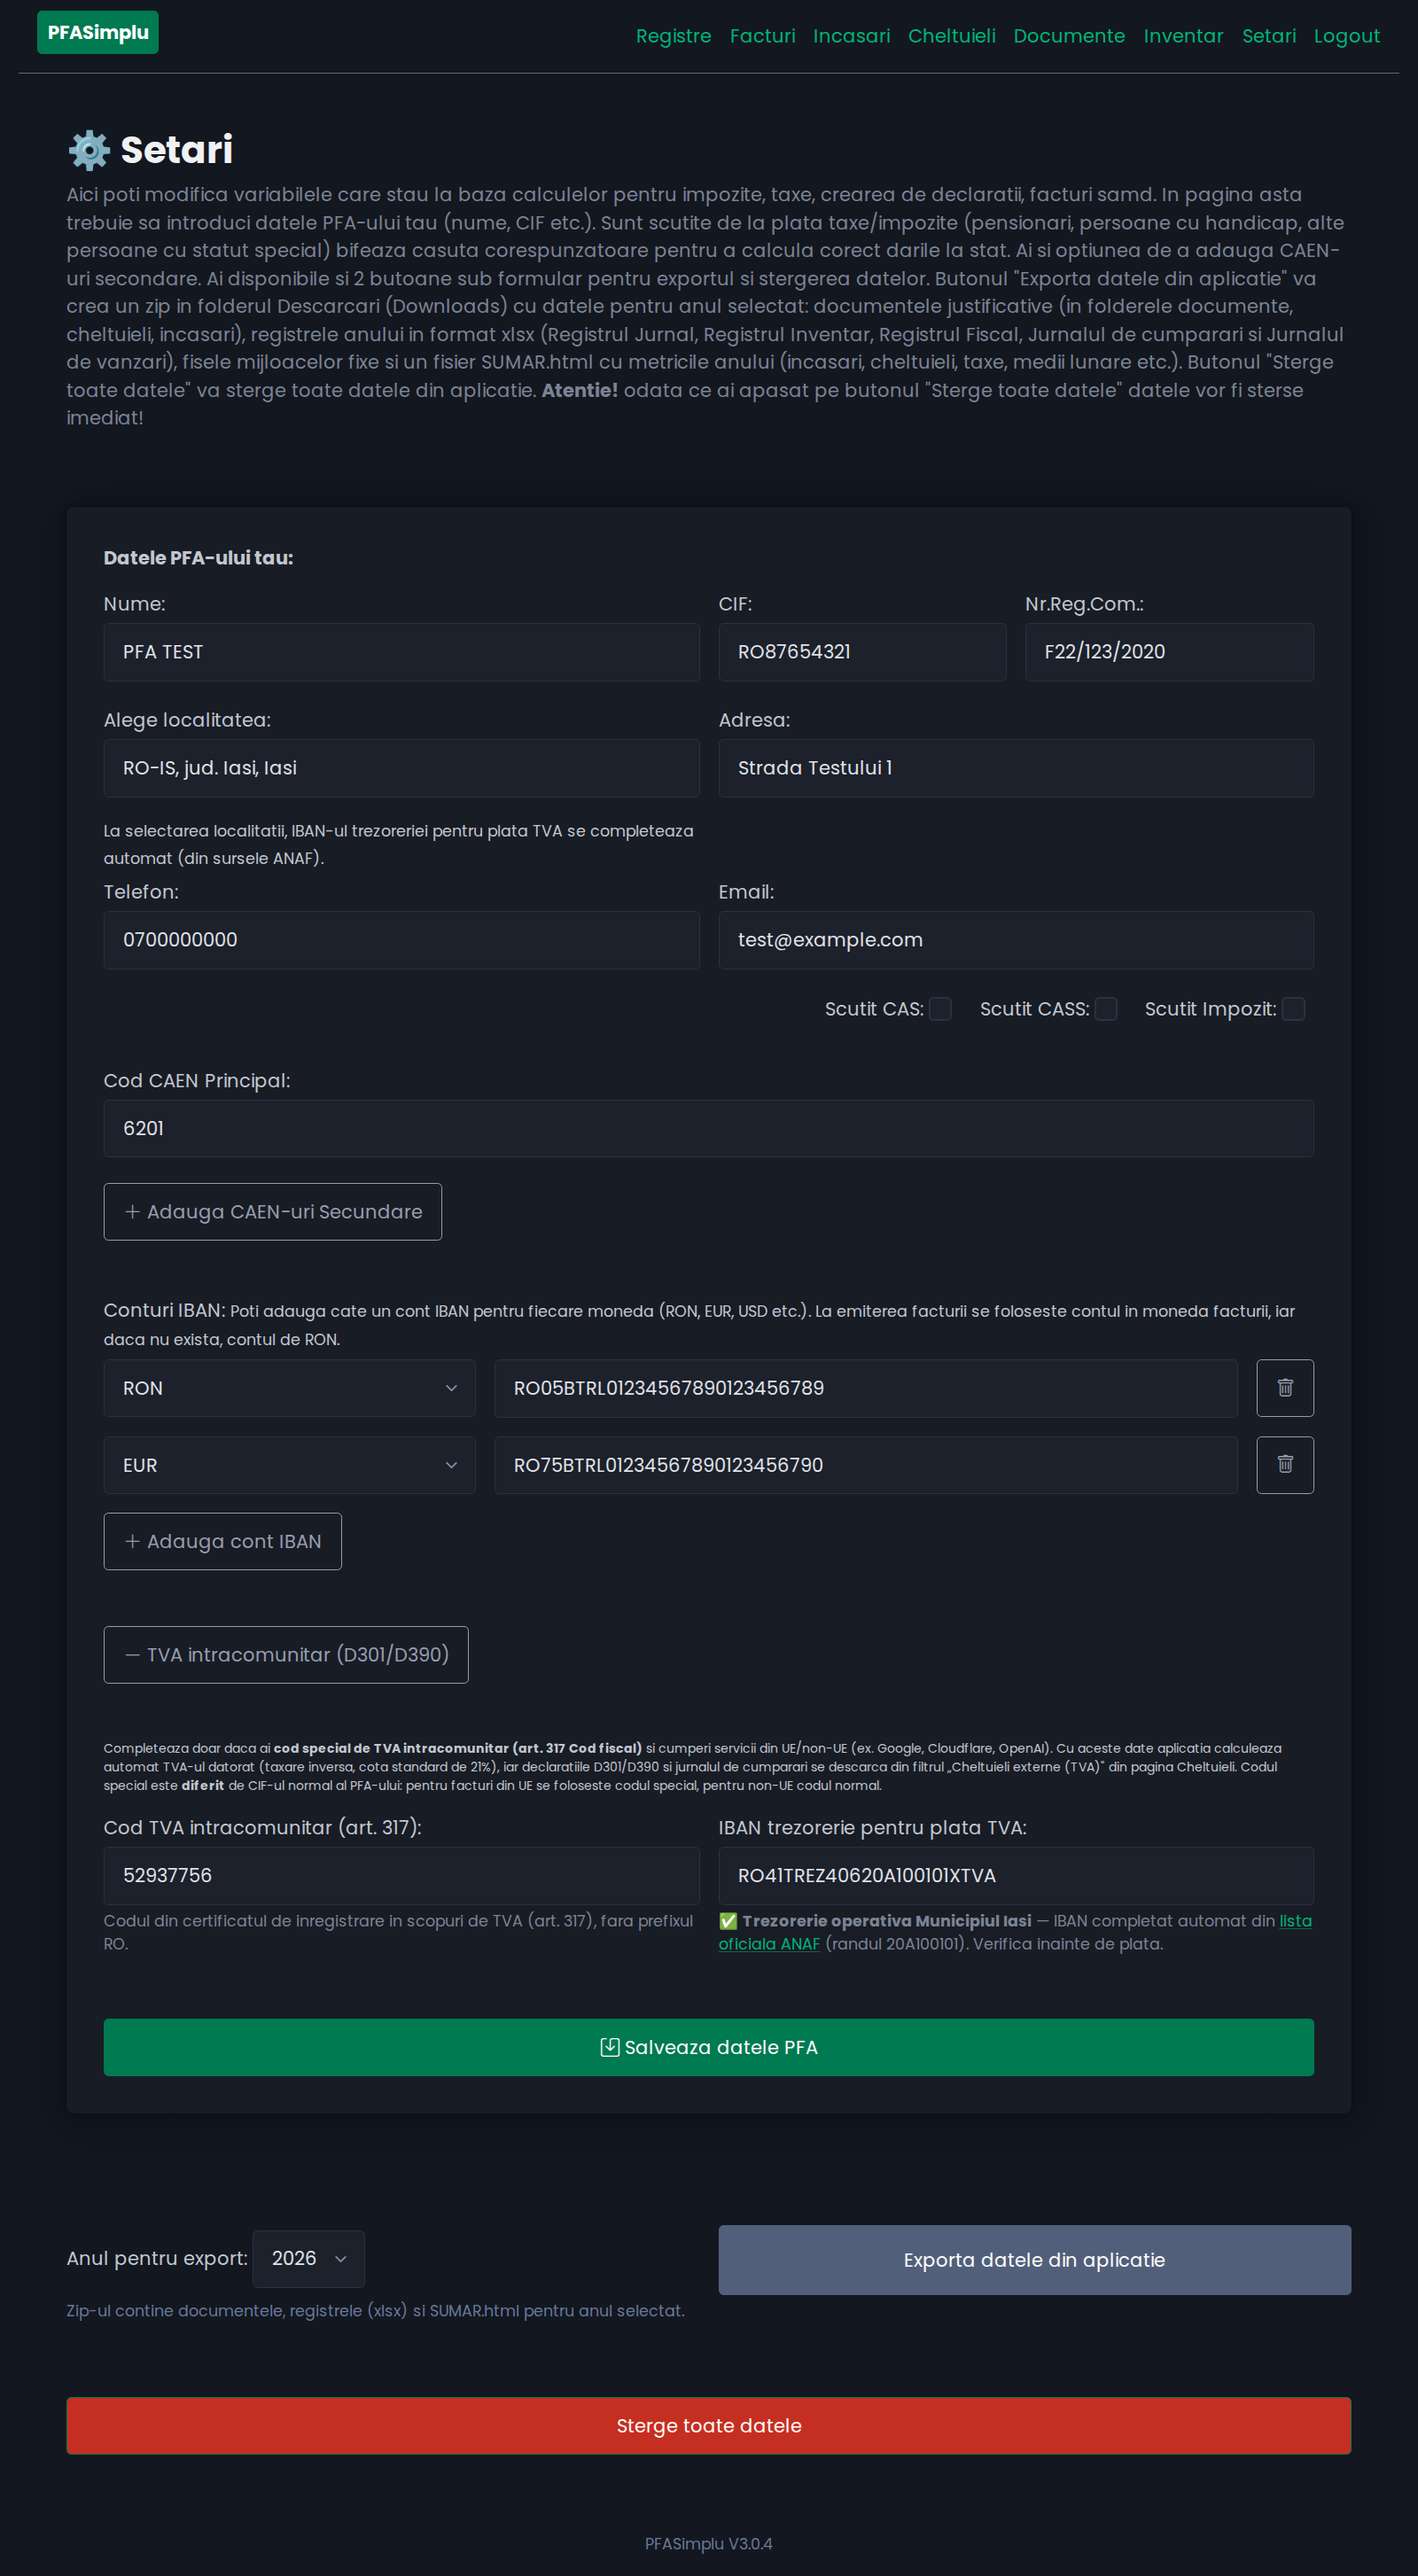 PFASimplu
Registre Facturi Incasari Cheltuieli Documente Inventar Setari Logout
Setari
Aici poti modifica variabilele care stau la baza calculelor pentru impozite, taxe, crearea de declaratii, facturi samd. In pagina asta
trebuie sa introduci datele PFA-ului tau (nume, CIF etc.). Sunt scutite de la plata taxe/impozite (pensionari, persoane cu handicap, alte
persoane cu statut special) bifeaza casuta corespunzatoare pentru a calcula corect darile la stat. Ai si optiunea de a adauga CAEN-
uri secondare. Ai disponibile si 2 butoane sub formular pentru exportul si stergerea datelor. Butonul "Exporta datele din aplicatie" va
crea un zip in folderul Descarcari (Downloads) cu datele pentru anul selectat: documentele justificative (in folderele documente,
cheltuieli, incasari), registrele anului in format xlsx (Registrul Jurnal, Registrul Inventar, Registrul Fiscal, Jurnalul de cumparari si Jurnalul
de vanzari), fisele mijloacelor fixe si un fisier SUMAR.html cu metricile anului (incasari, cheltuieli, taxe, medii lunare etc.). Butonul "Sterge
toate datele" va sterge toate datele din aplicatie. Atentie! odata ce ai apasat pe butonul "Sterge toate datele" datele vor fi sterse
imediat!
Datele PFA-ului tau:
Nume: CIF: Nr.Reg.Com.:
PFA TEST RO87654321 F22/123/2020
Alege localitatea: Adresa:
RO-IS, jud. Iasi, Iasi Strada Testului 1
La selectarea localitatii, IBAN-ul trezoreriei pentru plata TVA se completeaza
automat (din sursele ANAF).
Telefon: Email:
0700000000 test@example.com
Scutit CAS: Scutit CASS: Scutit Impozit:
Cod CAEN Principal:
6201
+ Adauga CAEN-uri Secundare
Conturi IBAN: Poti adauga cate un cont IBAN pentru fiecare moneda (RON, EUR, USD etc.). La emiterea facturii se foloseste contul in moneda facturii, iar
daca nu exista, contul de RON.
RON RO05BTRL01234567890123456789
EUR RO75BTRL01234567890123456790
+ Adauga cont IBAN
— TVA intracomunitar (D301/D390)
Completeaza doar daca ai cod special de TVA intracomunitar (art. 317 Cod fiscal) si cumperi servicii din UE/non-UE (ex. Google, Cloudflare, OpenAI). Cu aceste date aplicatia calculeaza
automat TVA-ul datorat (taxare inversa, cota standard de 21%), iar declaratiile D301/D390 si jurnalul de cumparari se descarca din filtrul „Cheltuieli externe (TVA)" din pagina Cheltuieli. Codul
special este diferit de CIF-ul normal al PFA-ului: pentru facturi din UE se foloseste codul special, pentru non-UE codul normal.
Cod TVA intracomunitar (art. 317): IBAN trezorerie pentru plata TVA:
52937756 RO41TREZ40620A100101XTVA
Codul din certificatul de inregistrare in scopuri de TVA (art. 317), fara prefixul
RO.
✅ Trezorerie operativa Municipiul Iasi — IBAN completat automat din lista
oficiala ANAF (randul 20A100101). Verifica inainte de plata.
Salveaza datele PFA
Anul pentru export: 2026 Exporta datele din aplicatie
Zip-ul contine documentele, registrele (xlsx) si SUMAR.html pentru anul selectat.
Sterge toate datele
PFASimplu V3.0.4